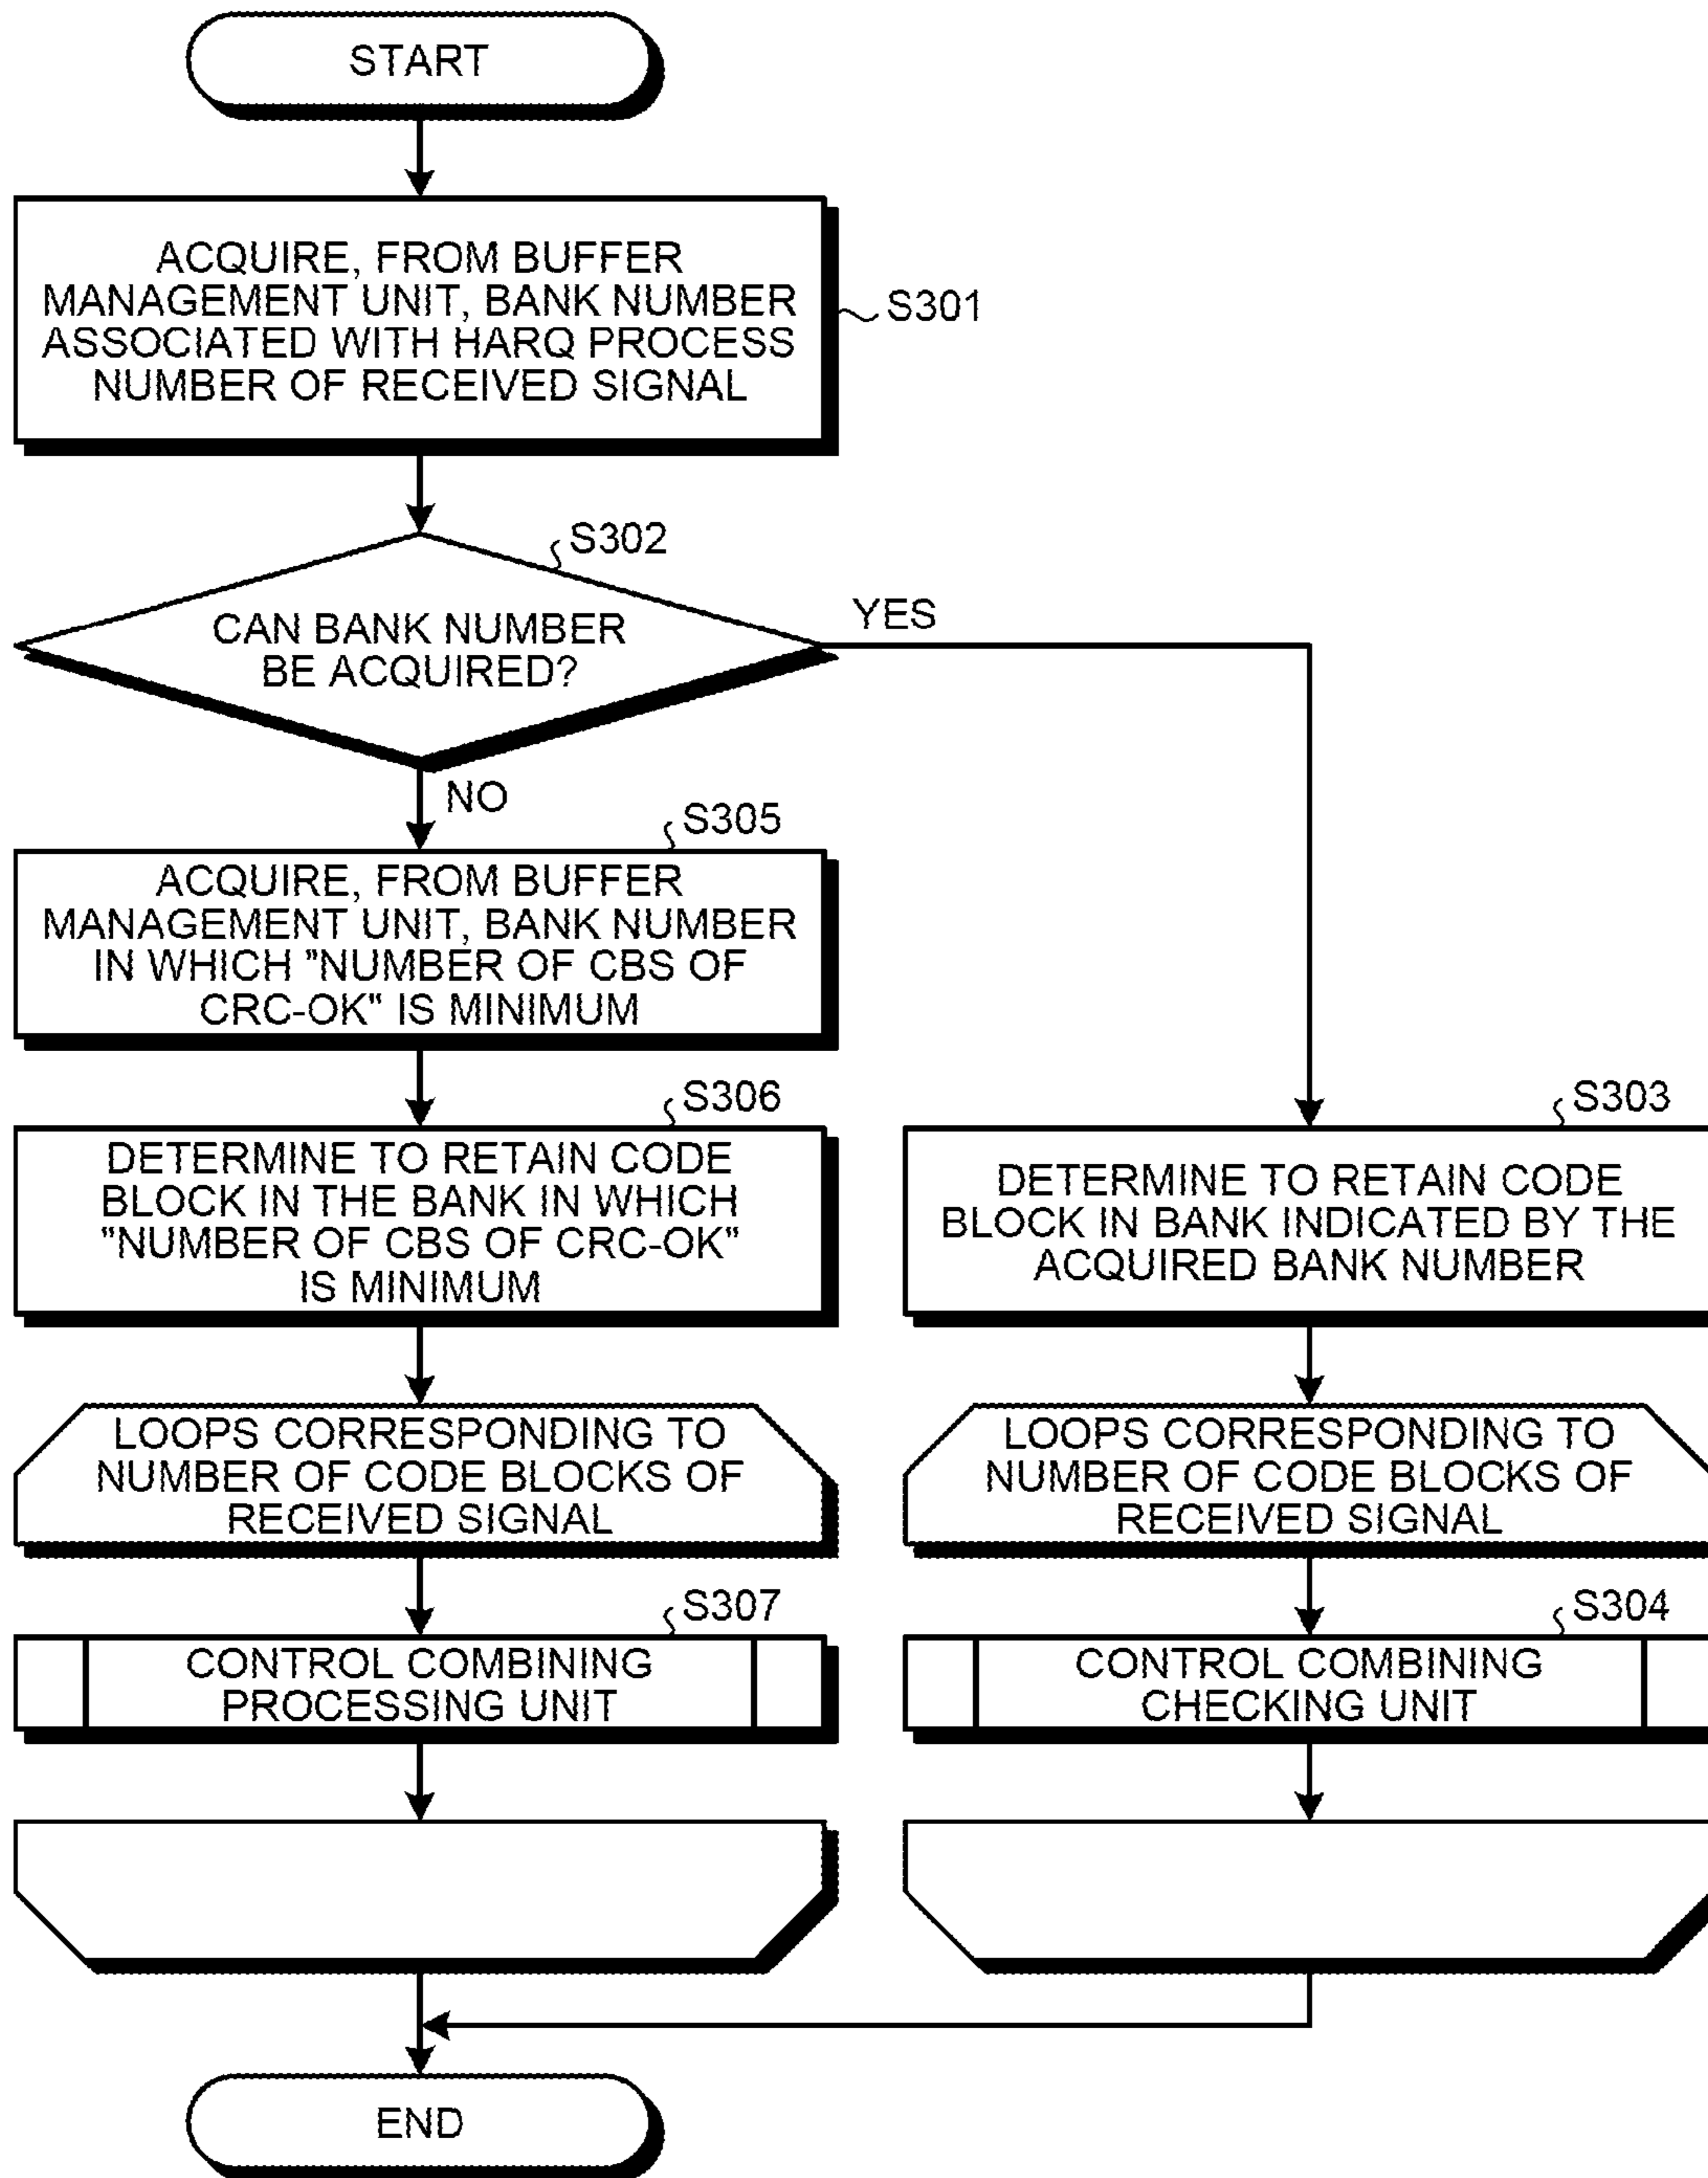 START
ACQUIRE, FROM BUFFER
MANAGEMENT UNIT, BANK NUMBER
ASSOCIATED WITH HARQ PROCESS
NUMBER OF RECEIVED SIGNAL
S301
S302
CAN BANK NUMBER
BE ACQUIRED?
YES
NO
S305
ACQUIRE, FROM BUFFER
MANAGEMENT UNIT, BANK NUMBER
IN WHICH "NUMBER OF CBS OF
CRC-OK" IS MINIMUM
S306
DETERMINE TO RETAIN CODE
BLOCK IN THE BANK IN WHICH
"NUMBER OF CBS OF CRC-OK"
IS MINIMUM
S303
DETERMINE TO RETAIN CODE
BLOCK IN BANK INDICATED BY THE
ACQUIRED BANK NUMBER
LOOPS CORRESPONDING TO
NUMBER OF CODE BLOCKS OF
RECEIVED SIGNAL
LOOPS CORRESPONDING TO
NUMBER OF CODE BLOCKS OF
RECEIVED SIGNAL
S307
CONTROL COMBINING
PROCESSING UNIT
S304
CONTROL COMBINING
CHECKING UNIT
END